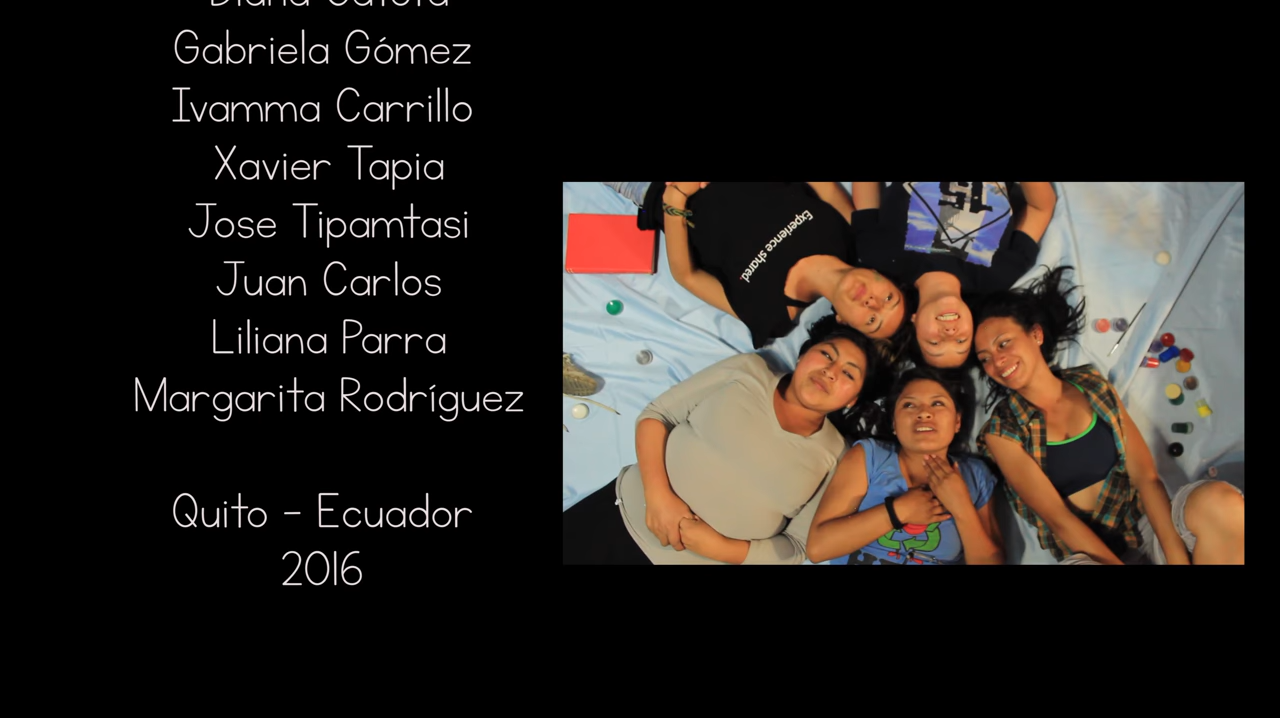 Gabriela Gómez
Ivamma Carrillo
Xavier Tapia
Jose Tipamtasi
Juan Carlos
Liliana Parra
Margarita Rodríguez
Quito - Ecuador
2016
Experience shared.
15